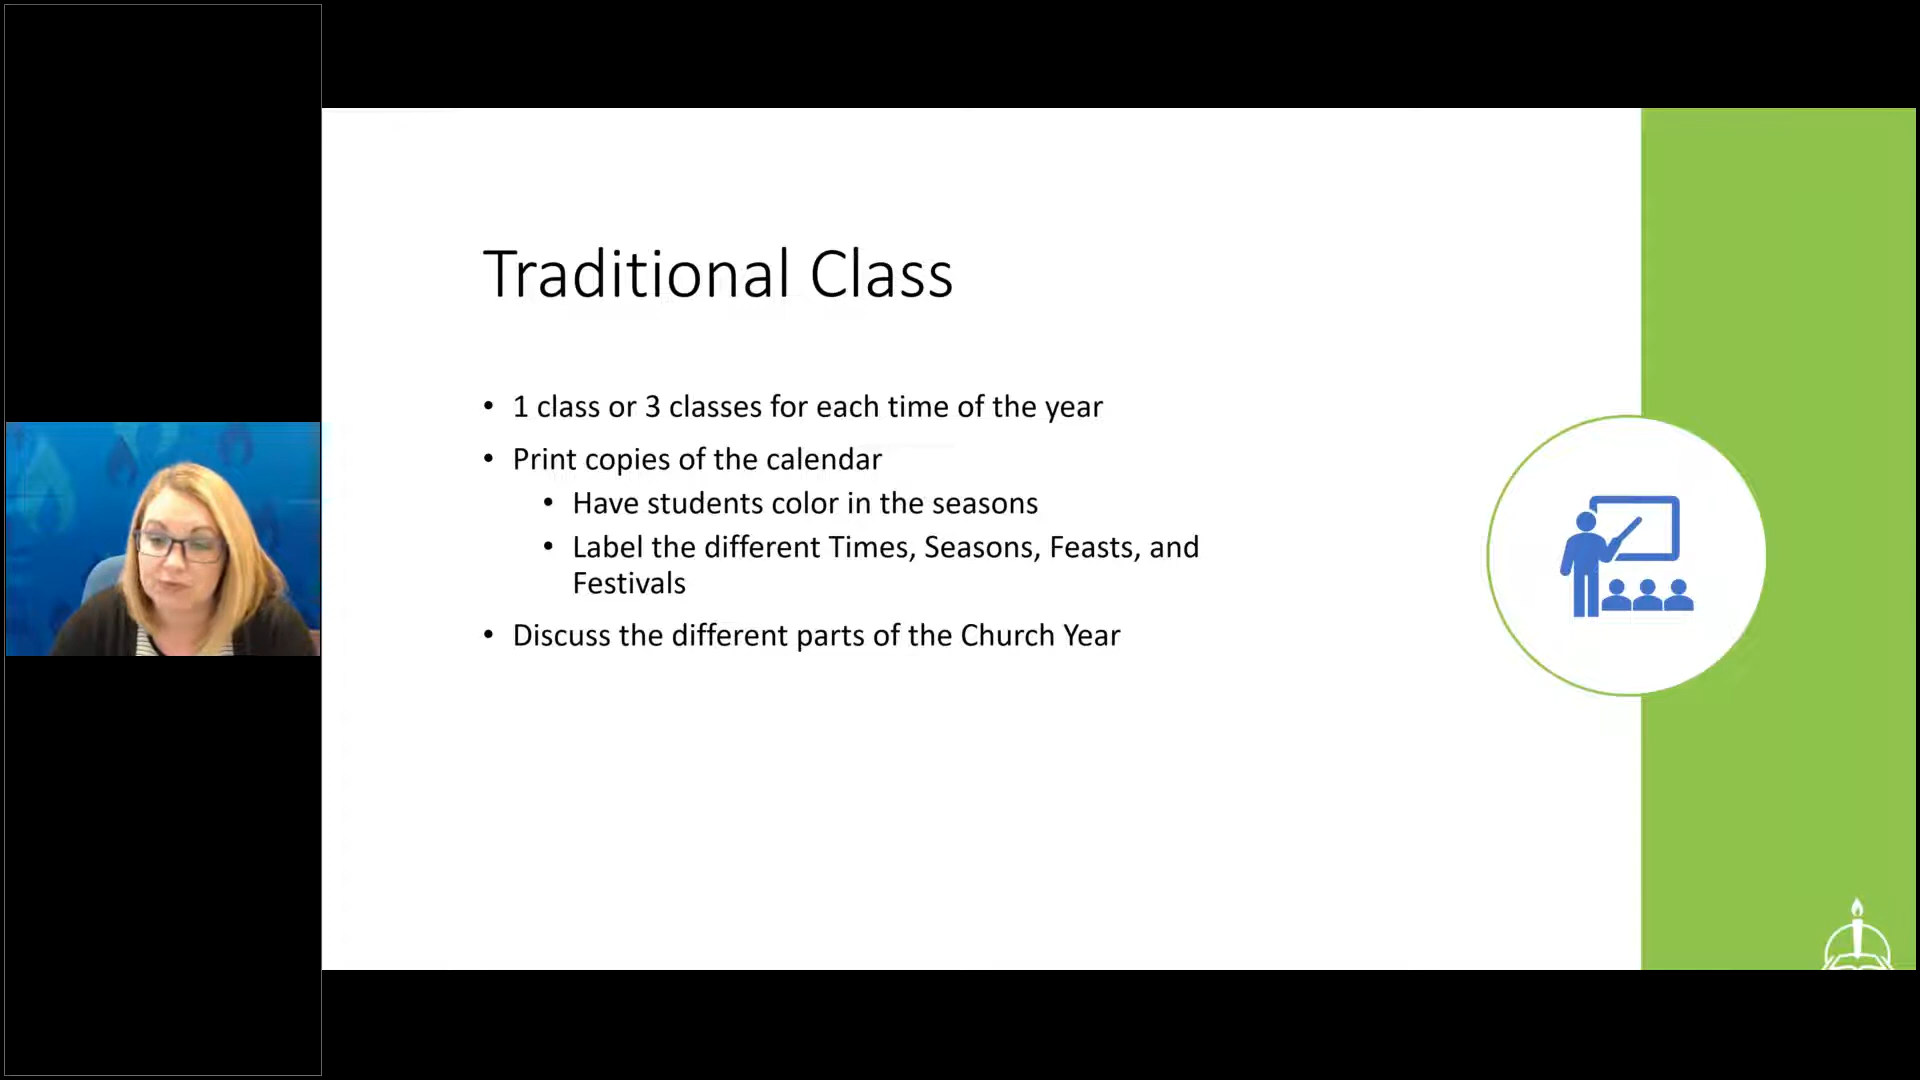 Traditional Class
• 1 class or 3 classes for each time of the year
• Print copies of the calendar
• Have students color in the seasons
• Label the different Times, Seasons, Feasts, and
Festivals
• Discuss the different parts of the Church Year